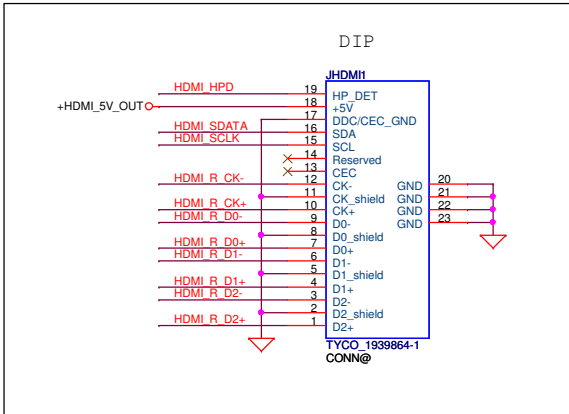 DIP
JHDMI1
HDMI_HPD 19 HP_DET
+HDMI_5V_OUT 18 +5V
17 DDC/CEC_GND
HDMI_SDATA 16 SDA
HDMI_SCLK 15 SCL
14 Reserved
13 CEC
HDMI_R_CK- 12 CK- GND 20
11 CK_shield GND 21
HDMI_R_CK+ 10 CK+ GND 22
HDMI_R_D0- 9 D0- GND 23
8 D0_shield
HDMI_R_D0+ 7 D0+
HDMI_R_D1- 6 D1-
5 D1_shield
HDMI_R_D1+ 4 D1+
HDMI_R_D2- 3 D2-
2 D2_shield
HDMI_R_D2+ 1 D2+
TYCO_1939864-1
CONN@